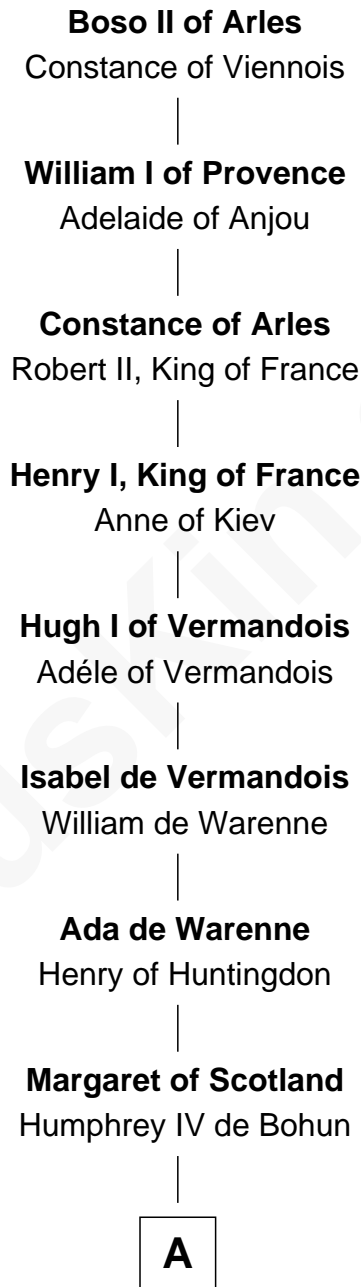 Boso II of Arles
Constance of Viennois
William I of Provence
Adelaide of Anjou
Constance of Arles
Robert II, King of France
Henry I, King of France
Anne of Kiev
Hugh I of Vermandois
Adéle of Vermandois
Isabel de Vermandois
William de Warenne
Ada de Warenne
Henry of Huntingdon
Margaret of Scotland
Humphrey IV de Bohun
A